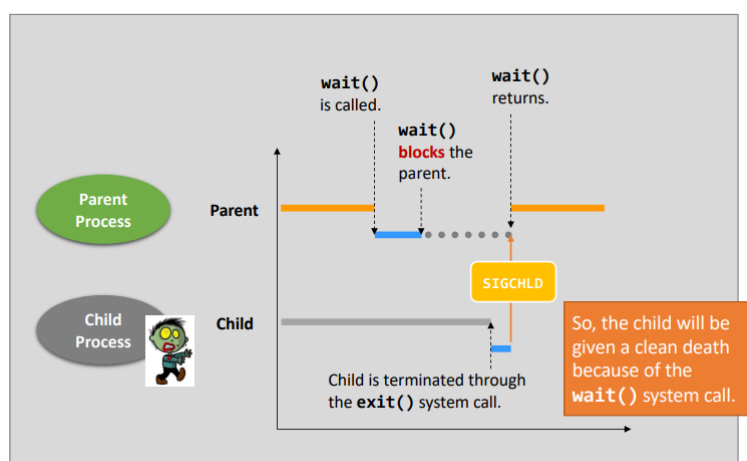 wait()
is called.
wait()
blocks the
parent.
wait()
returns.
Parent
Process
Parent
SIGCHLD
Child
Process
Child
Child is terminated through
the exit() system call.
So, the child will be
given a clean death
because of the
wait() system call.